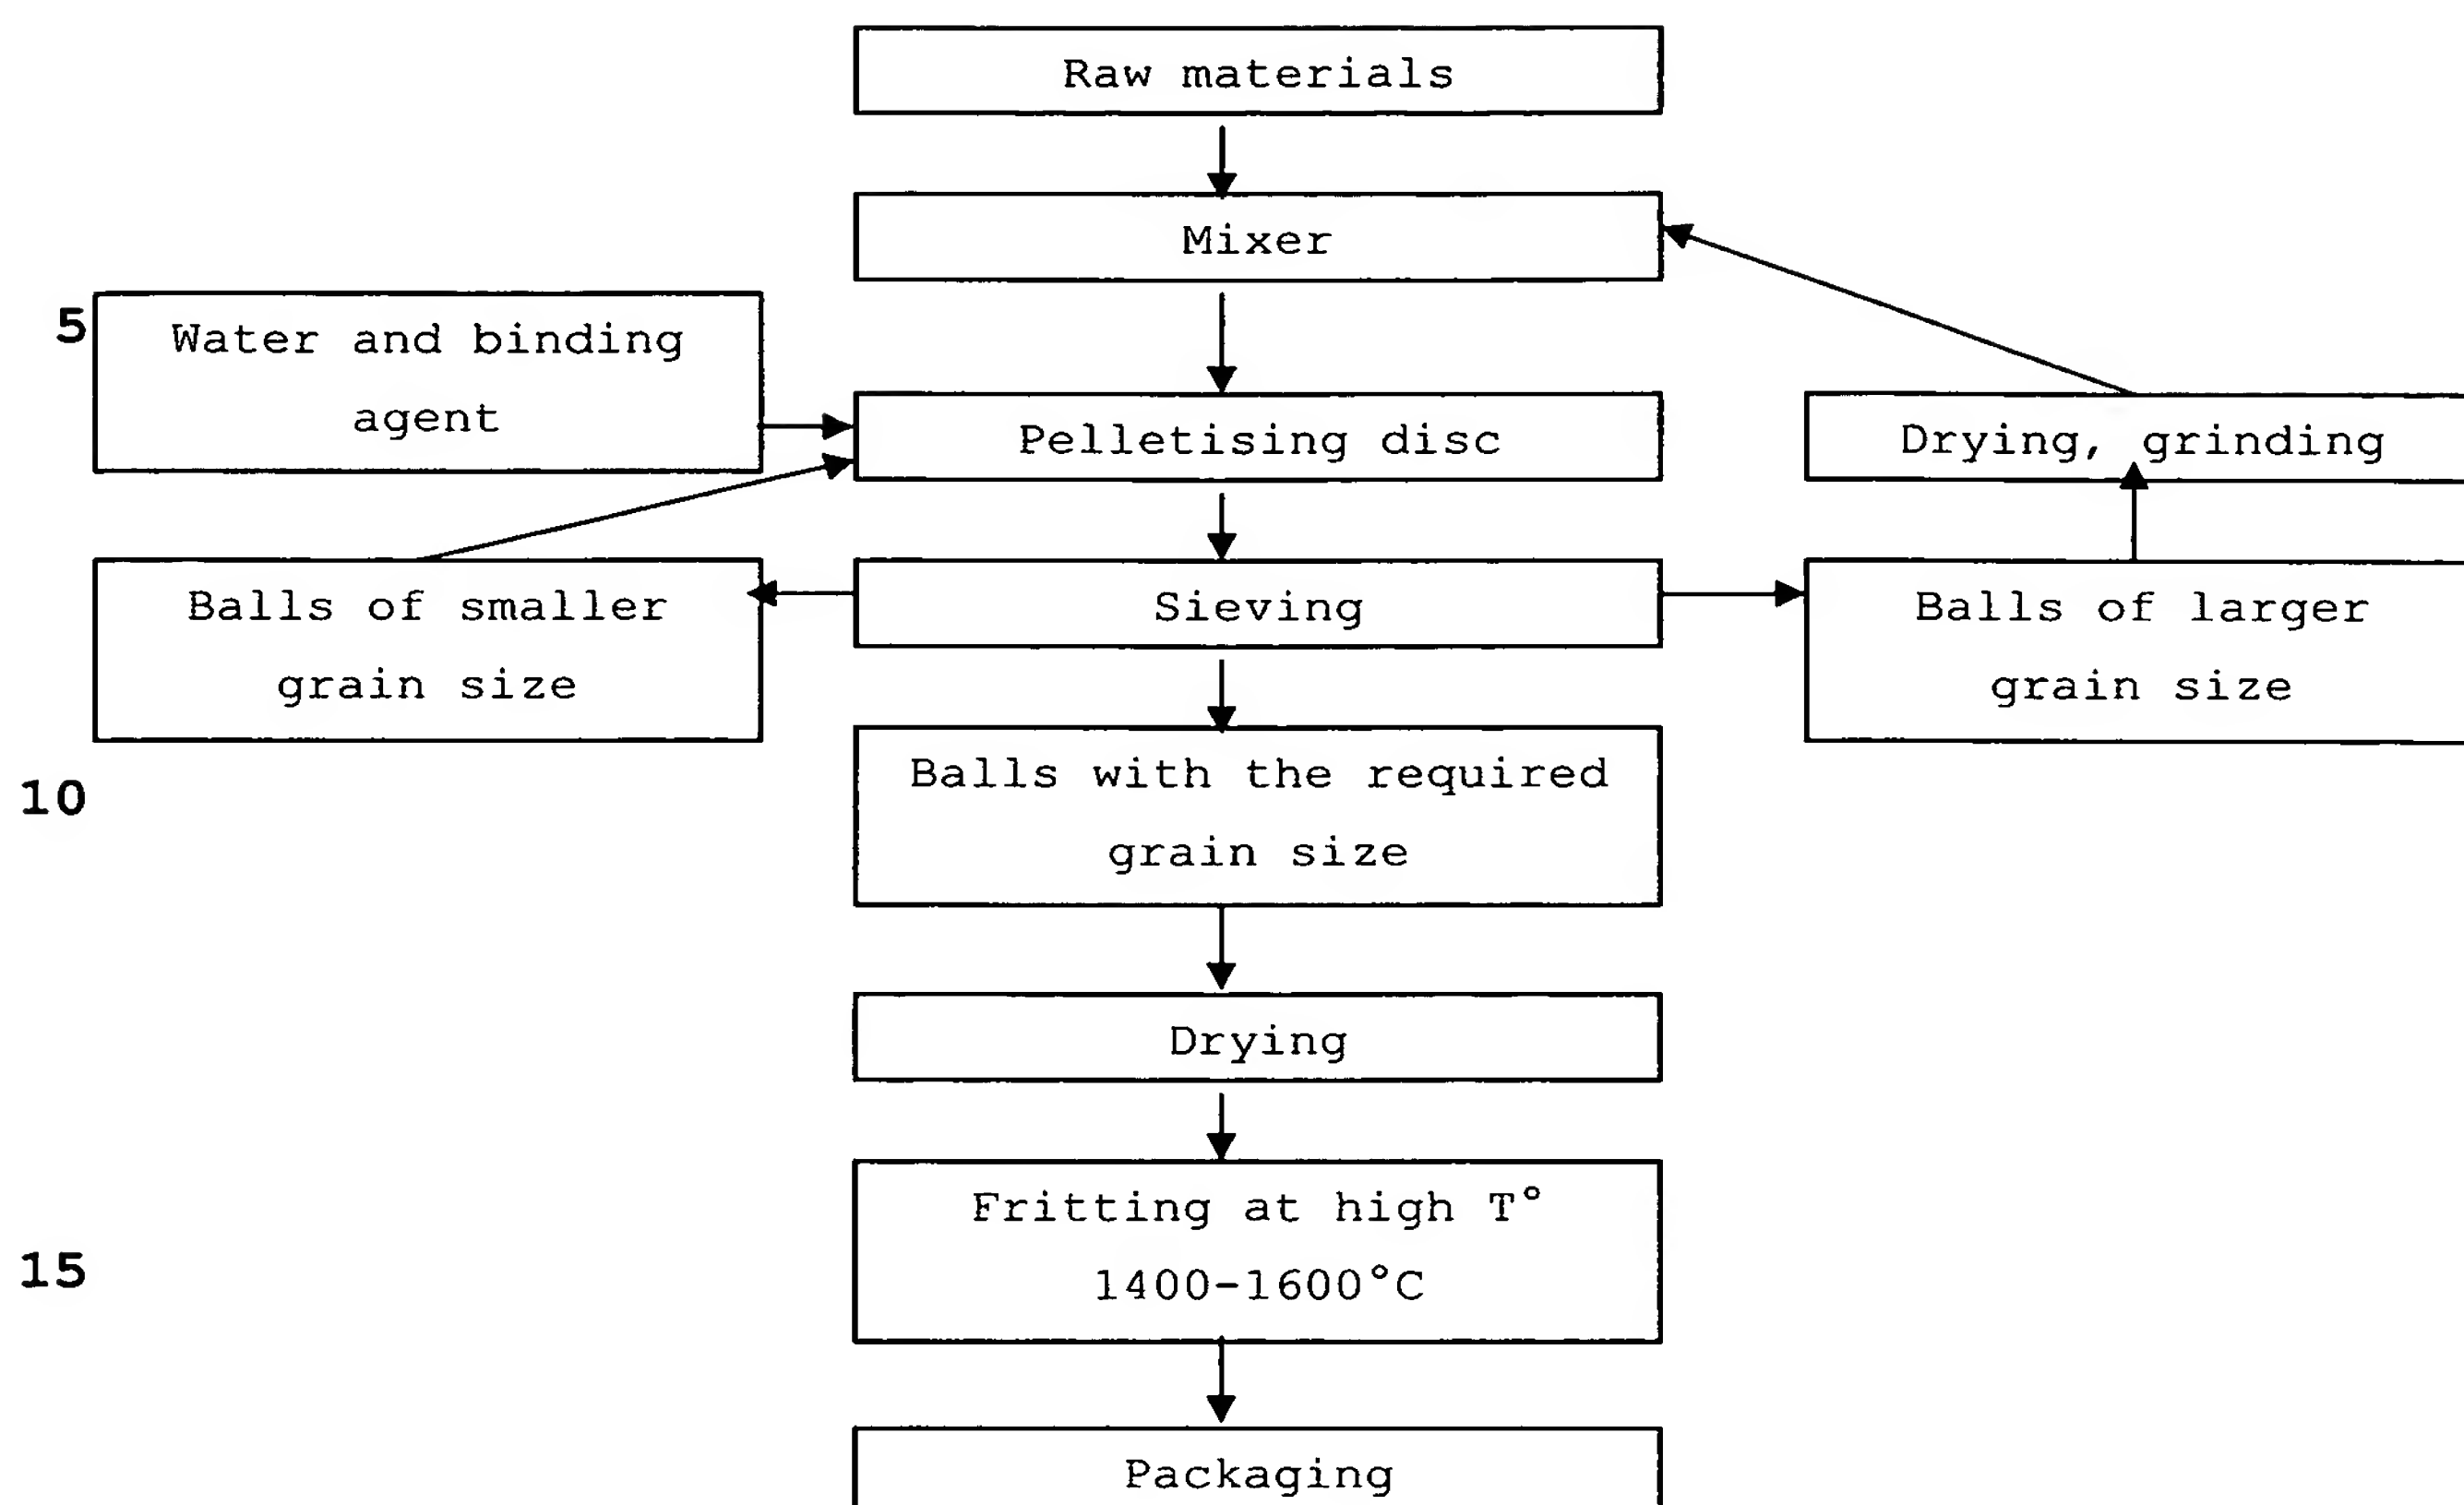 Raw materials
Mixer
5
Water and binding
agent
Pelletising disc
Drying, grinding
Balls of smaller
grain size
Sieving
Balls of larger
grain size
10
Balls with the required
grain size
Drying
15
Fritting at high T°
1400-1600°C
Packaging